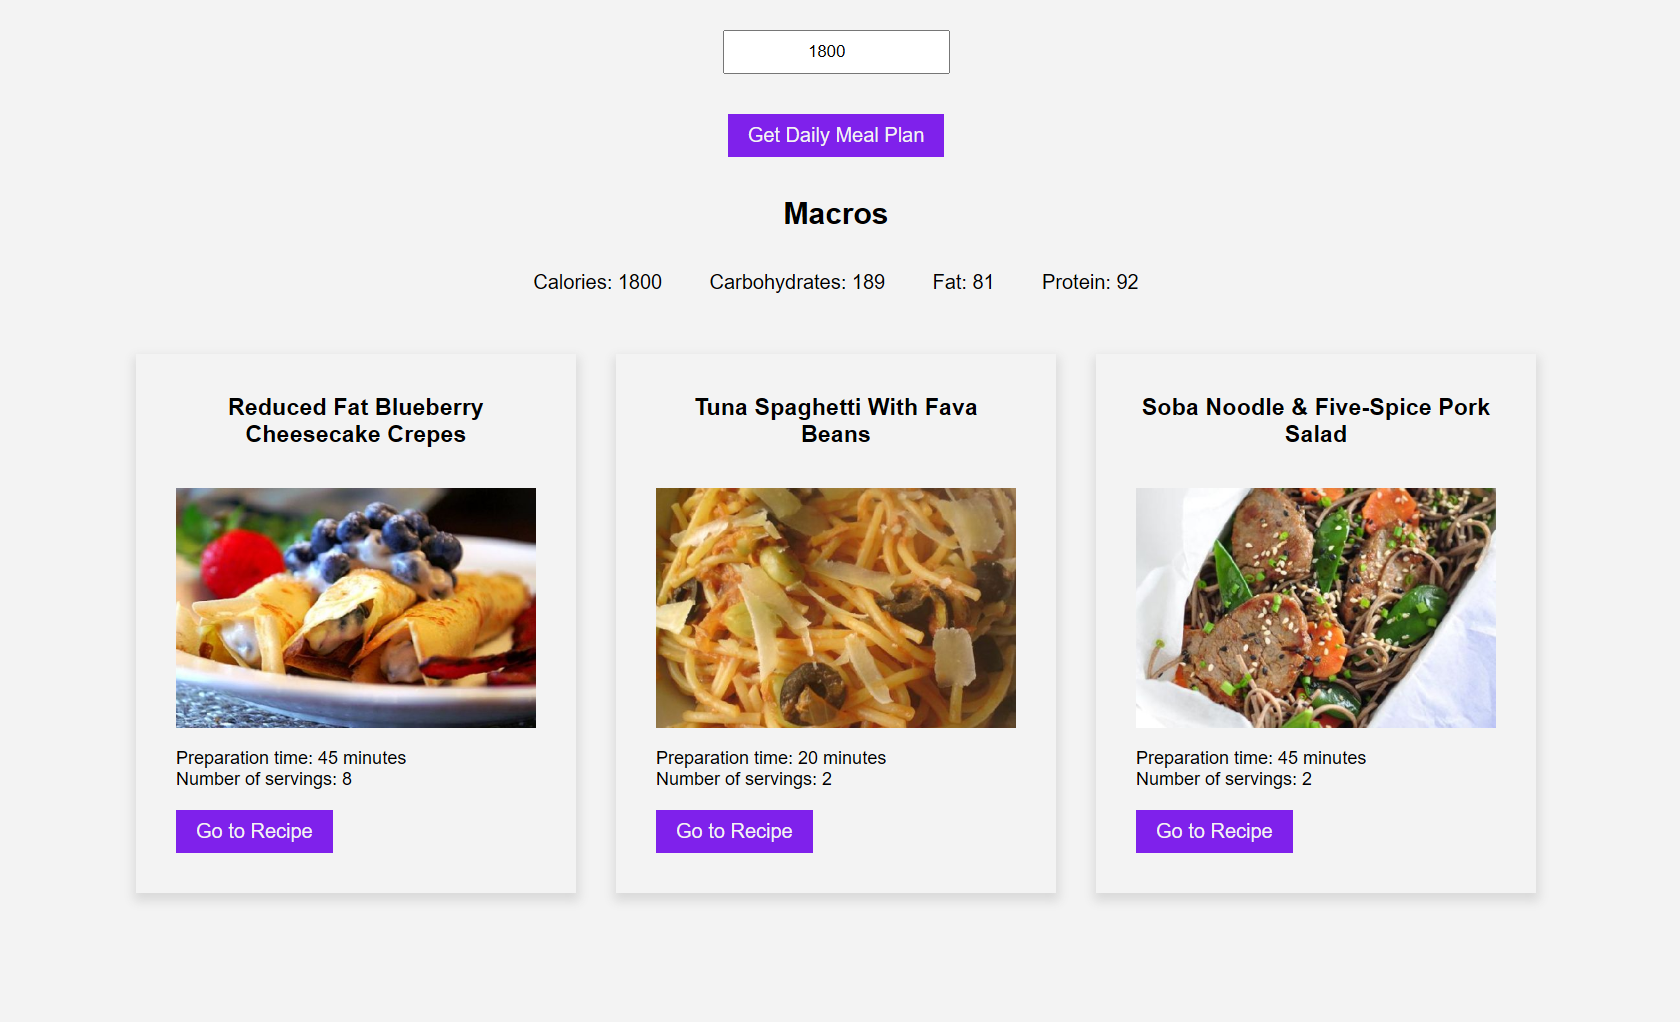 1800
Get Daily Meal Plan
Macros
Calories: 1800 Carbohydrates: 189 Fat: 81 Protein: 92
Reduced Fat Blueberry
Cheesecake Crepes
Preparation time: 45 minutes
Number of servings: 8
Go to Recipe
Tuna Spaghetti With Fava
Beans
Preparation time: 20 minutes
Number of servings: 2
Go to Recipe
Soba Noodle & Five-Spice Pork
Salad
Preparation time: 45 minutes
Number of servings: 2
Go to Recipe